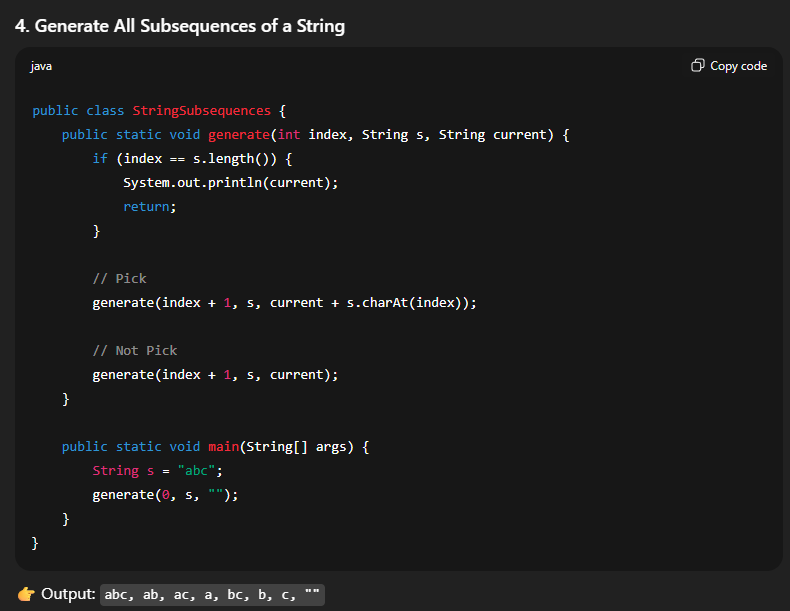 4. Generate All Subsequences of a String
java
Copy code
public class StringSubsequences {
    public static void generate(int index, String s, String current) {
        if (index == s.length()) {
            System.out.println(current);
            return;
        }
        // Pick
        generate(index + 1, s, current + s.charAt(index));
        // Not Pick
        generate(index + 1, s, current);
    }
    public static void main(String[] args) {
        String s = "abc";
        generate(0, s, "");
    }
}
👉 Output: abc, ab, ac, a, bc, b, c, ""